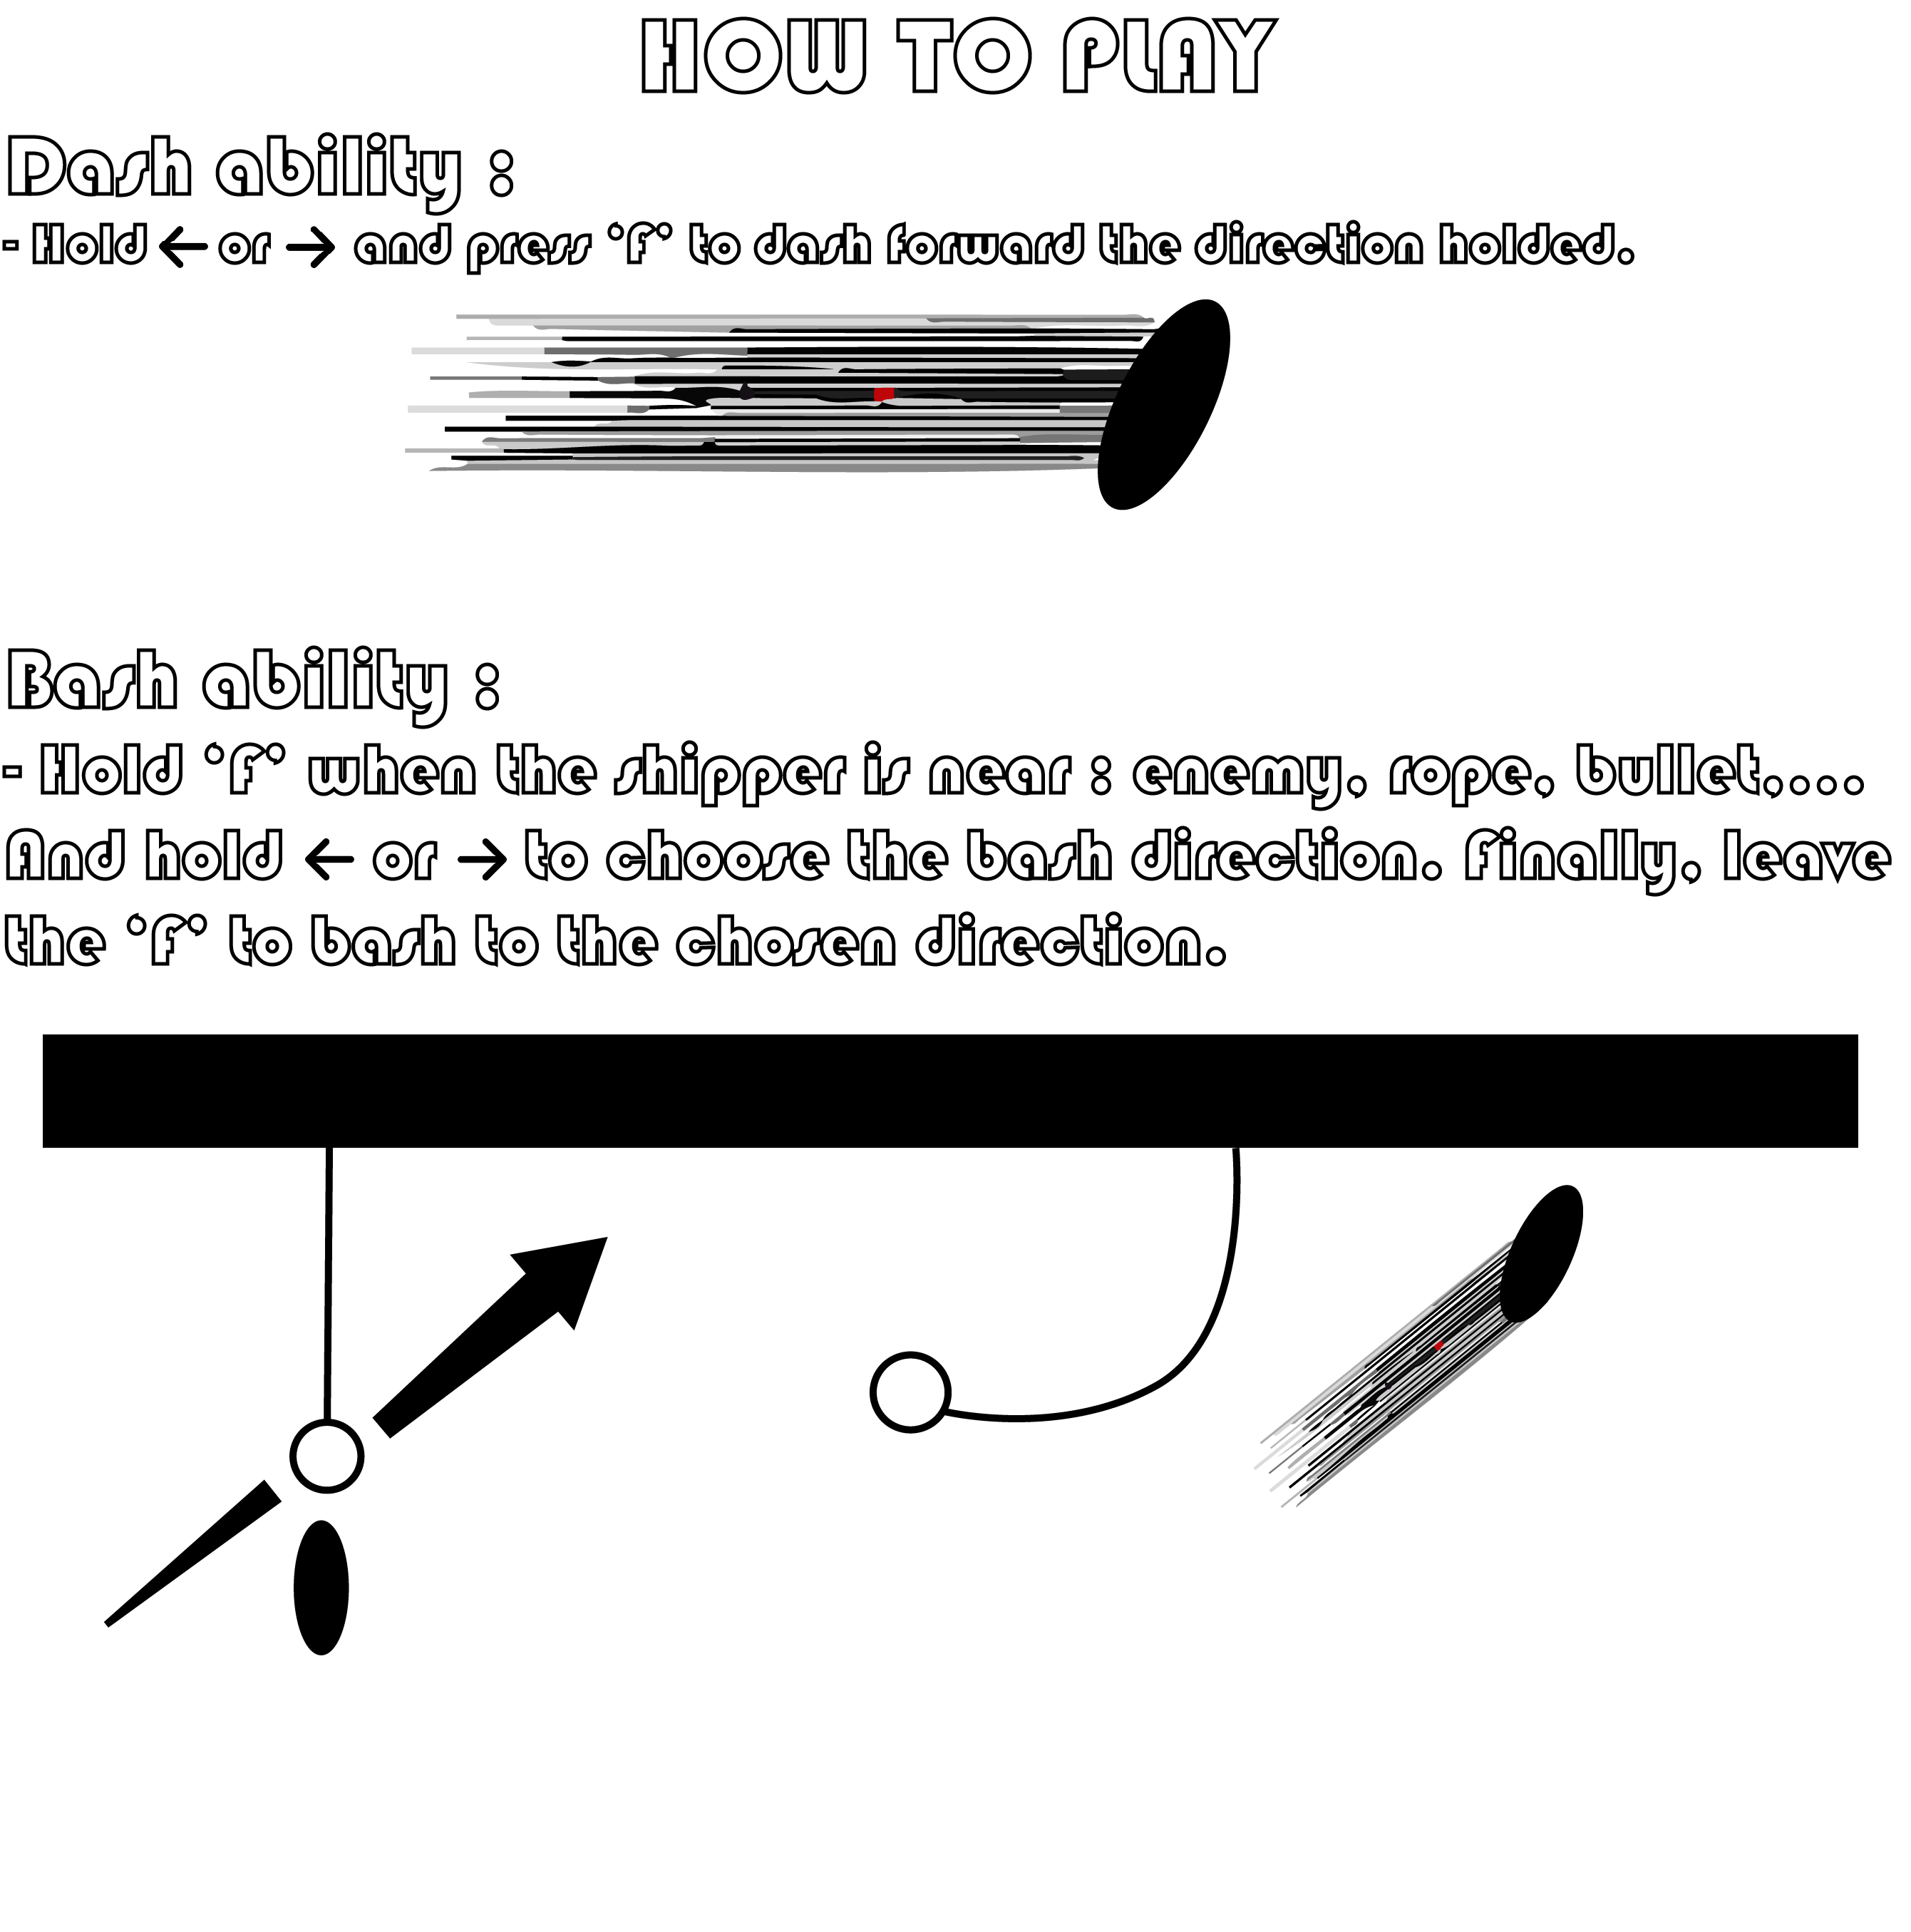 HOW TO PLAY
Dash ability :
- Hold ← or → and press 'f' to dash forward the direction holded.
Bash ability :
- Hold 'f' when the shipper is near : enemy, rope, bullet,...
And hold ← or → to choose the bash direction. Finally, leave
the 'f' to bash to the chosen direction.